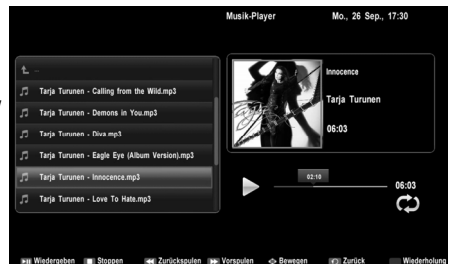 Musik-Player
Mo., 26 Sep., 17:30
..
Tarja Turunen - Calling from the Wild.mp3
Tarja Turunen - Demons in You.mp3
Tarja Turunen - Diva.mp3
Tarja Turunen - Eagle Eye (Album Version).mp3
Tarja Turunen - Innocence.mp3
Tarja Turunen - Love To Hate.mp3
Innocence
Tarja Turunen
06:03
02:10
06:03
Wiedergeben Stoppen Zurückspulen Vorspulen Bewegen Zurück Wiederholung